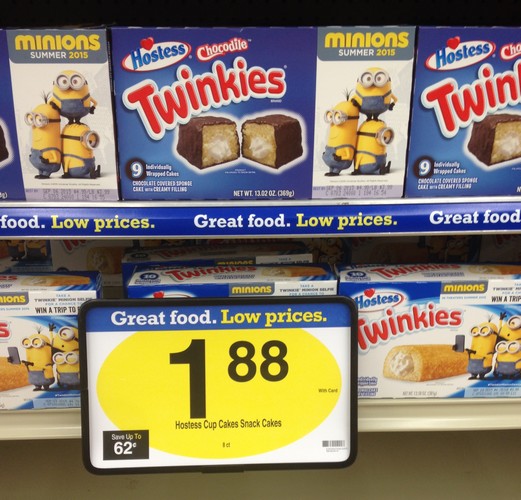 MINIONS
SUMMER 2015
Hostess
Chocodile
Twinkies
9 Individually
Wrapped Cakes
CHOCOLATE COVERED SPONGE
CAKE WITH CREAMY FILLING
NET WT. 13.02 OZ. (369g)
MINIONS
SUMMER 2015
Hostess
Twin
9 Individually
Wrapped Cakes
CHOCOLATE COVERED SPONGE
CAKE WITH CREAMY FILLING
food. Low prices.
Great food. Low prices.
Great food
Twinkies
MINIONS
MINIONS
WIN A TRIP TO
Hostess
Twinkies
MINIONS
WIN A TRIP
Great food. Low prices.
1 88
With Card
Hostess Cup Cakes Snack Cakes
8 ct
Save Up To
62¢